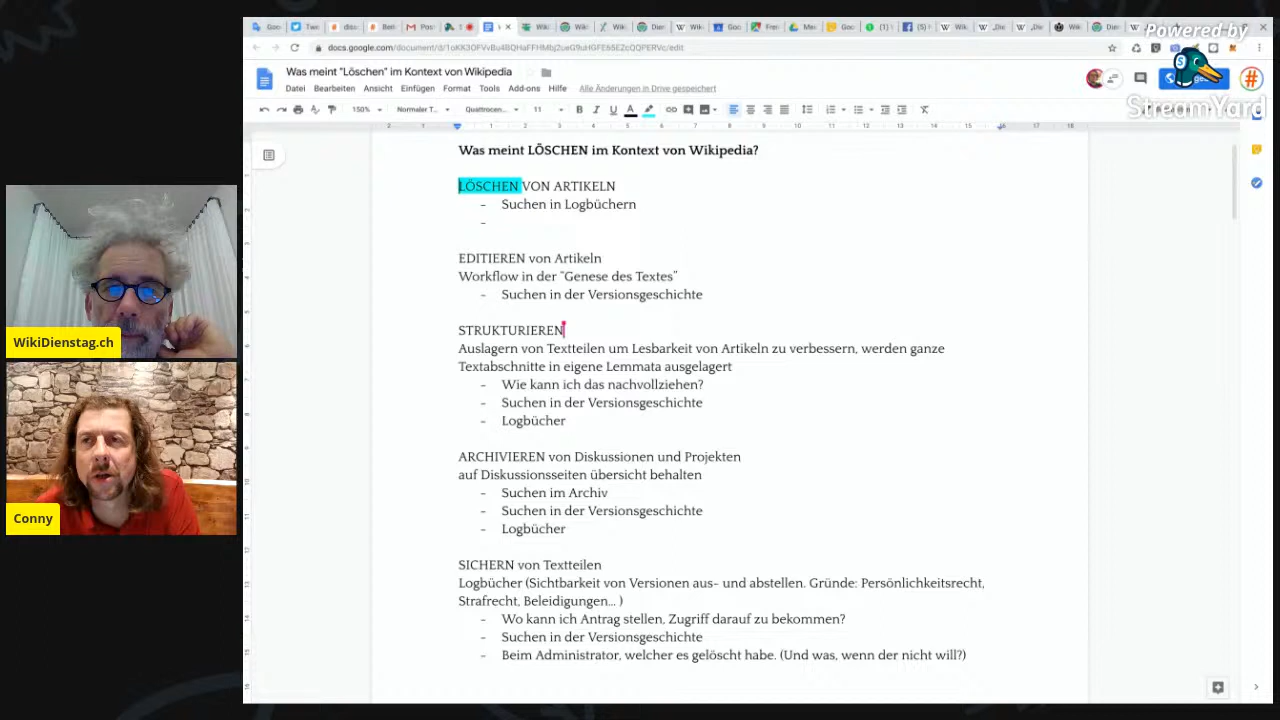 Powered by
StreamYard
docs.google.com/document/d/
/edit
Was meint "Löschen" im Kontext von Wikipedia
Datei Bearbeiten Ansicht Einfügen Format Tools Add-ons Hilfe Alle Änderungen in Drive gespeichert
150% Normaler T... Quattrocen... 11
Was meint LÖSCHEN im Kontext von Wikipedia?
LÖSCHEN VON ARTIKELN
- Suchen in Logbüchern
-
EDITIEREN von Artikeln
Workflow in der "Genese des Textes"
- Suchen in der Versionsgeschichte
STRUKTURIEREN
Auslagern von Textteilen um Lesbarkeit von Artikeln zu verbessern, werden ganze
Textabschnitte in eigene Lemmata ausgelagert
- Wie kann ich das nachvollziehen?
- Suchen in der Versionsgeschichte
- Logbücher
ARCHIVIEREN von Diskussionen und Projekten
auf Diskussionsseiten übersicht behalten
- Suchen im Archiv
- Suchen in der Versionsgeschichte
- Logbücher
SICHERN von Textteilen
Logbücher (Sichtbarkeit von Versionen aus- und abstellen. Gründe: Persönlichkeitsrecht,
Strafrecht, Beleidigungen... )
- Wo kann ich Antrag stellen, Zugriff darauf zu bekommen?
- Suchen in der Versionsgeschichte
- Beim Administrator, welcher es gelöscht habe. (Und was, wenn der nicht will?)
WikiDienstag.ch
Conny